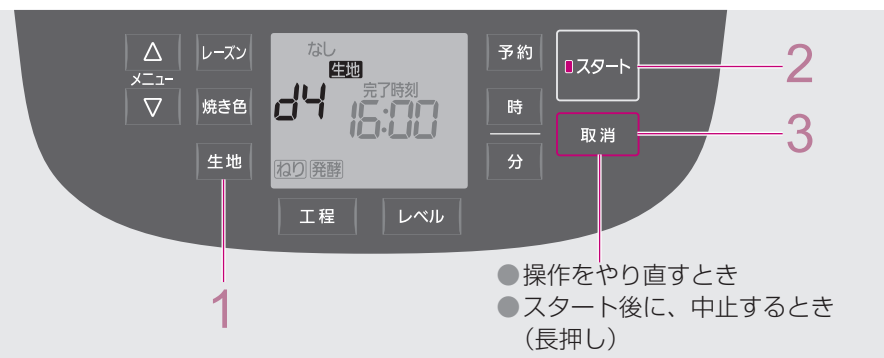 △
メニュー
▽
レーズン
焼き色
生地
なし
生地
d4
完了時刻
16:00
ねり 発酵
工程
レベル
予約
時
分
スタート
取消
1
2
3
●操作をやり直すとき
●スタート後に、中止するとき
（長押し）